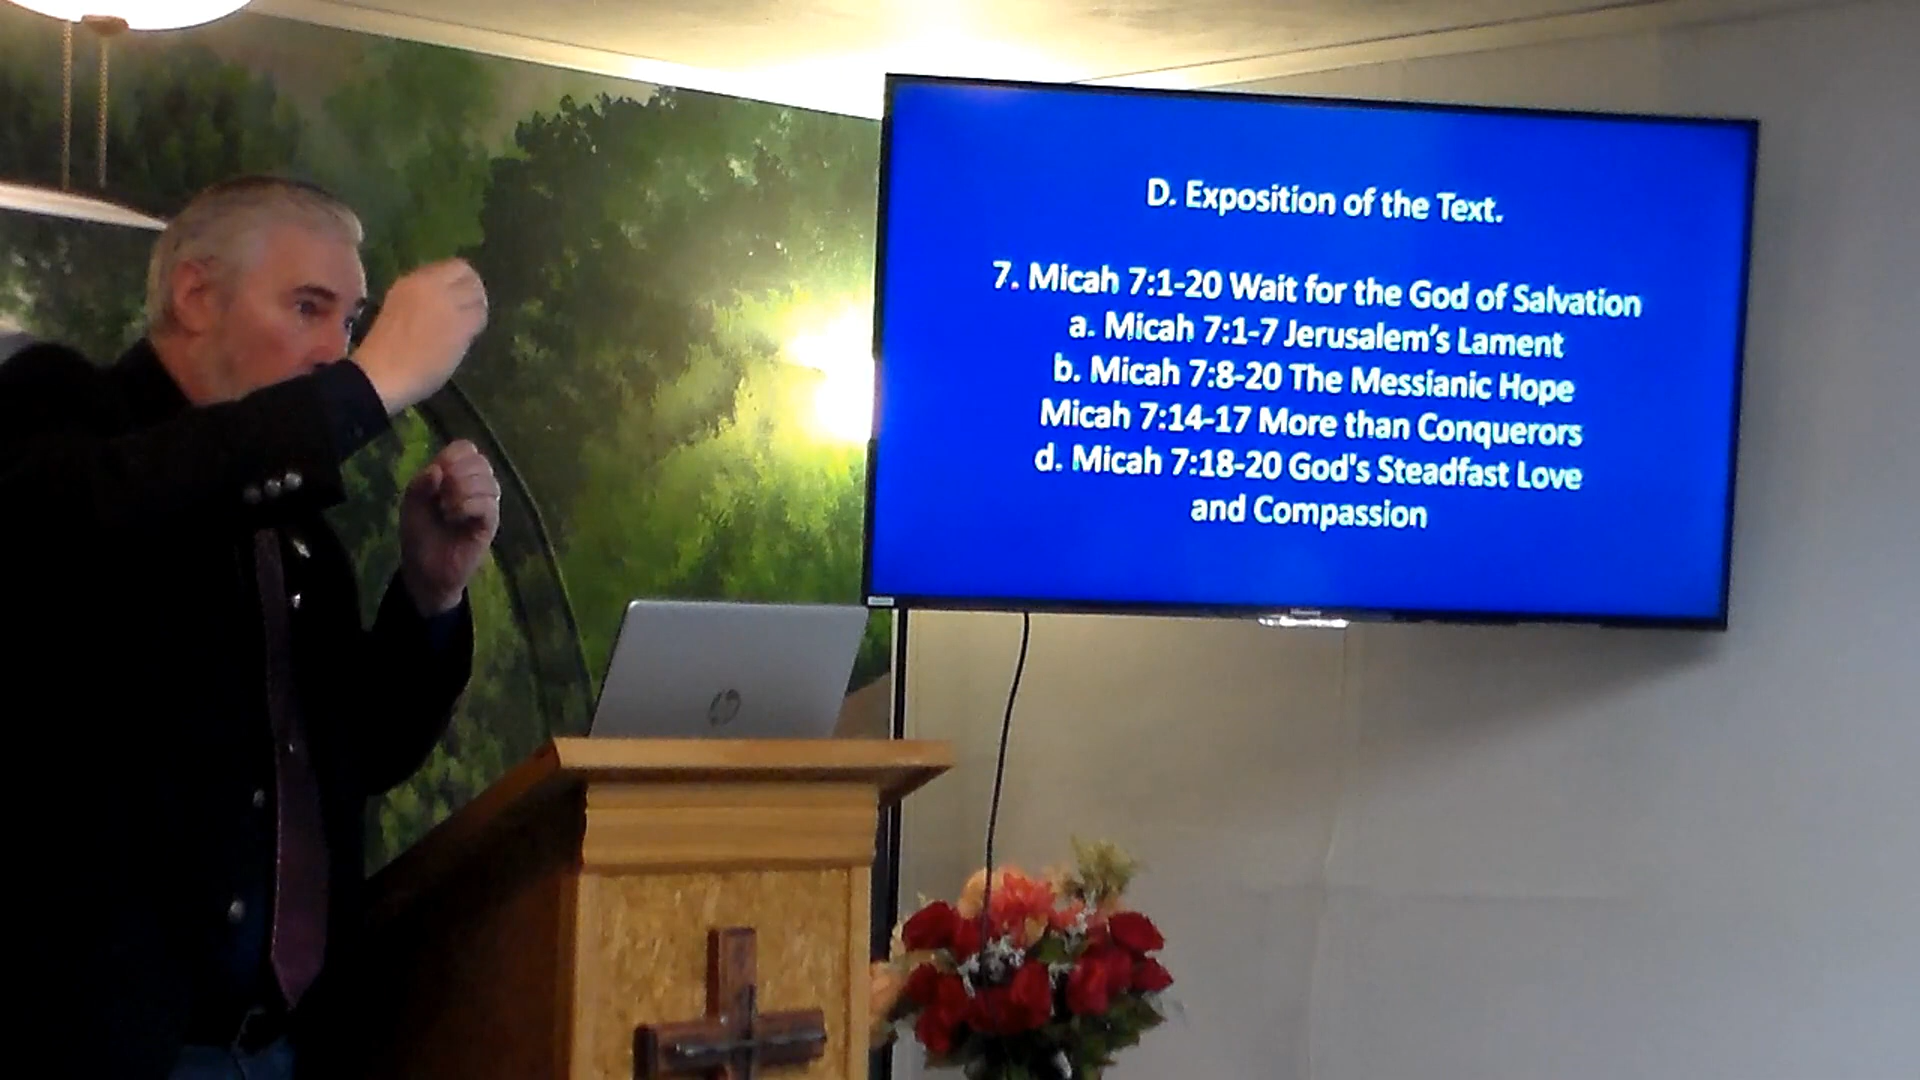 D. Exposition of the Text.
7. Micah 7:1-20 Wait for the God of Salvation
a. Micah 7:1-7 Jerusalem's Lament
b. Micah 7:8-20 The Messianic Hope
Micah 7:14-17 More than Conquerors
d. Micah 7:18-20 God's Steadfast Love
and Compassion
hp